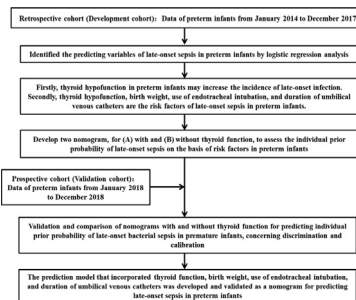 Retrospective cohort (Development cohort): Data of preterm infants from January 2014 to December 2017
Identified the predicting variables of late-onset sepsis in preterm infants by logistic regression analysis
Firstly, thyroid hypofunction in preterm infants may increase the incidence of late-onset infection.
Secondly, thyroid hypofunction, birth weight, use of endotracheal intubation, and duration of umbilical
venous catheters are the risk factors of late-onset sepsis in preterm infants.
Develop two nomogram, for (A) with and (B) without thyroid function, to assess the individual prior
probability of late-onset sepsis on the basis of risk factors in preterm infants
Prospective cohort (Validation cohort):
Data of preterm infants from January 2018
to December 2018
Validation and comparison of nomograms with and without thyroid function for predicting individual
prior probability of late-onset bacterial sepsis in premature infants, concerning discrimination and
calibration
The prediction model that incorporated thyroid function, birth weight, use of endotracheal intubation,
and duration of umbilical venous catheters was developed and validated as a nomogram for predicting
late-onset sepsis in preterm infants